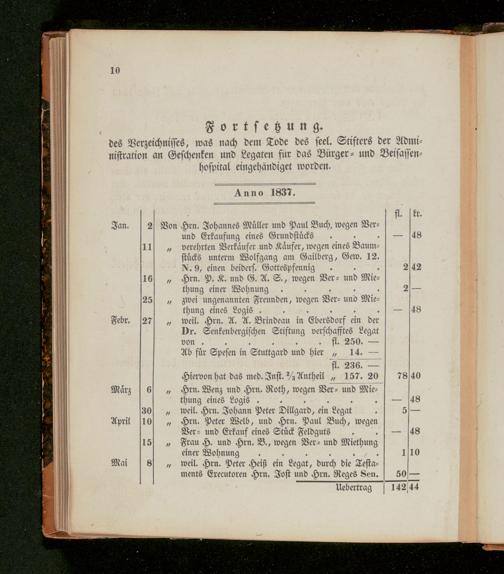 10
Fortsetzung.
des Verzeichnisses, was nach dem Tode des seel. Stifters der Admi-
nistration an Geschenken und Legaten für das Bürger- und Beisassen-
hospital eingehändiget worden.
Anno 1837.
fl. kr.
Jan. 2 Von Hrn. Johannes Müller und Paul Buch, wegen Ver-
und Erkaufung eines Grundstücks . . . — 48
11 „ verehrten Verkäufer und Käufer, wegen eines Baum-
stücks unterm Wolfgang am Gailberg, Gew. 12.
N. 9, einen beiders. Gottespfennig . . . 2 42
16 „ Hrn. P. K. und G. A. S., wegen Ver- und Mie-
thung einer Wohnung . . . . . 2 —
25 „ zwei ungenannten Freunden, wegen Ver- und Mie-
thung eines Logis . . . . . . — 48
Febr. 27 „ weil. Hrn. A. A. Brindeau in Ebersdorf ein der
Dr. Senkenbergischen Stiftung verschafftes Legat
von . . . . . . fl. 250. —
Ab für Spesen in Stuttgard und hier „ 14. —
fl. 236. —
Hiervon hat das med. Inst. ⅔ Antheil „ 157. 20 78 40
März 6 „ Hrn. Wenz und Hrn. Roth, wegen Ver- und Mie-
thung eines Logis . . . . . . — 48
30 „ weil. Hrn. Johann Peter Dillgard, ein Legat . 5 —
April 10 „ Hrn. Peter Welb, und Hrn. Paul Buch, wegen
Ver- und Erkauf eines Stück Feldguts . . — 48
15 „ Frau H. und Hrn. B., wegen Ver- und Miethung
einer Wohnung . . . . . . 1 10
Mai 8 „ weil. Hrn. Peter Heiß ein Legat, durch die Testa-
ments Executoren Hrn. Jost und Hrn. Reges Sen. 50 —
Uebertrag 142 44